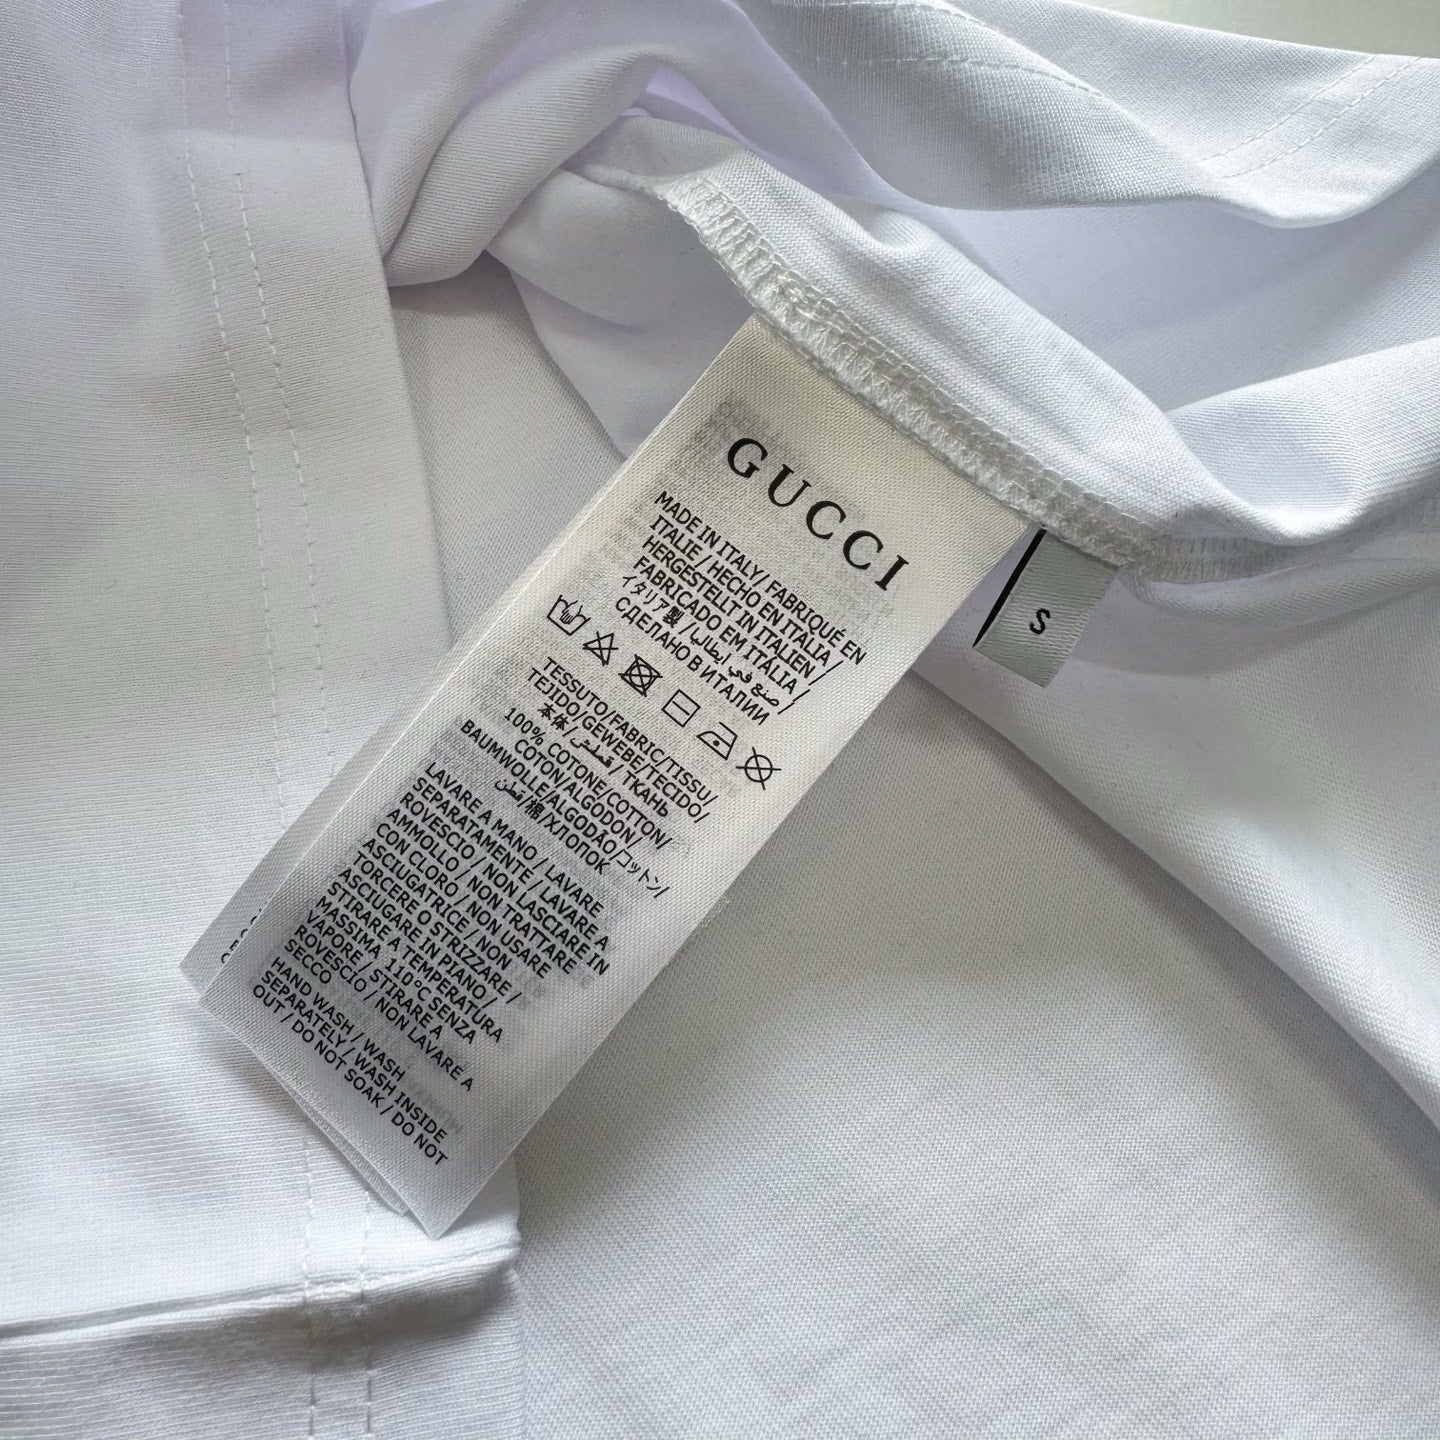 GUCCI
MADE IN ITALY / FABRIQUÉ EN
ITALIE / HECHO EN ITALIA /
HERGESTELLT IN ITALIEN /
FABRICADO EM ITÁLIA /
イタリア製 / صنع في ايطاليا /
СДЕЛАНО В ИТАЛИИ
TESSUTO/FABRIC/TISSU/
TEJIDO/GEWEBE/TECIDO/
本体/قطعتين/ТКАНЬ
100% COTONE/COTTON/
COTON/ALGODON/
BAUMWOLLE/ALGODÃO/コットン/
قطن/棉/ХЛОПОК
LAVARE A MANO / LAVARE
SEPARATAMENTE / LAVARE A
ROVESCIO / NON LASCIARE IN
AMMOLLO / NON TRATTARE
CON CLORO / NON USARE
ASCIUGATRICE / NON
TORCERE O STRIZZARE /
ASCIUGARE IN PIANO /
STIRARE A TEMPERATURA
MASSIMA 110°C SENZA
VAPORE / STIRARE A
ROVESCIO / NON LAVARE A
SECCO
HAND WASH / WASH
SEPARATELY / WASH INSIDE
OUT / DO NOT SOAK / DO NOT
S